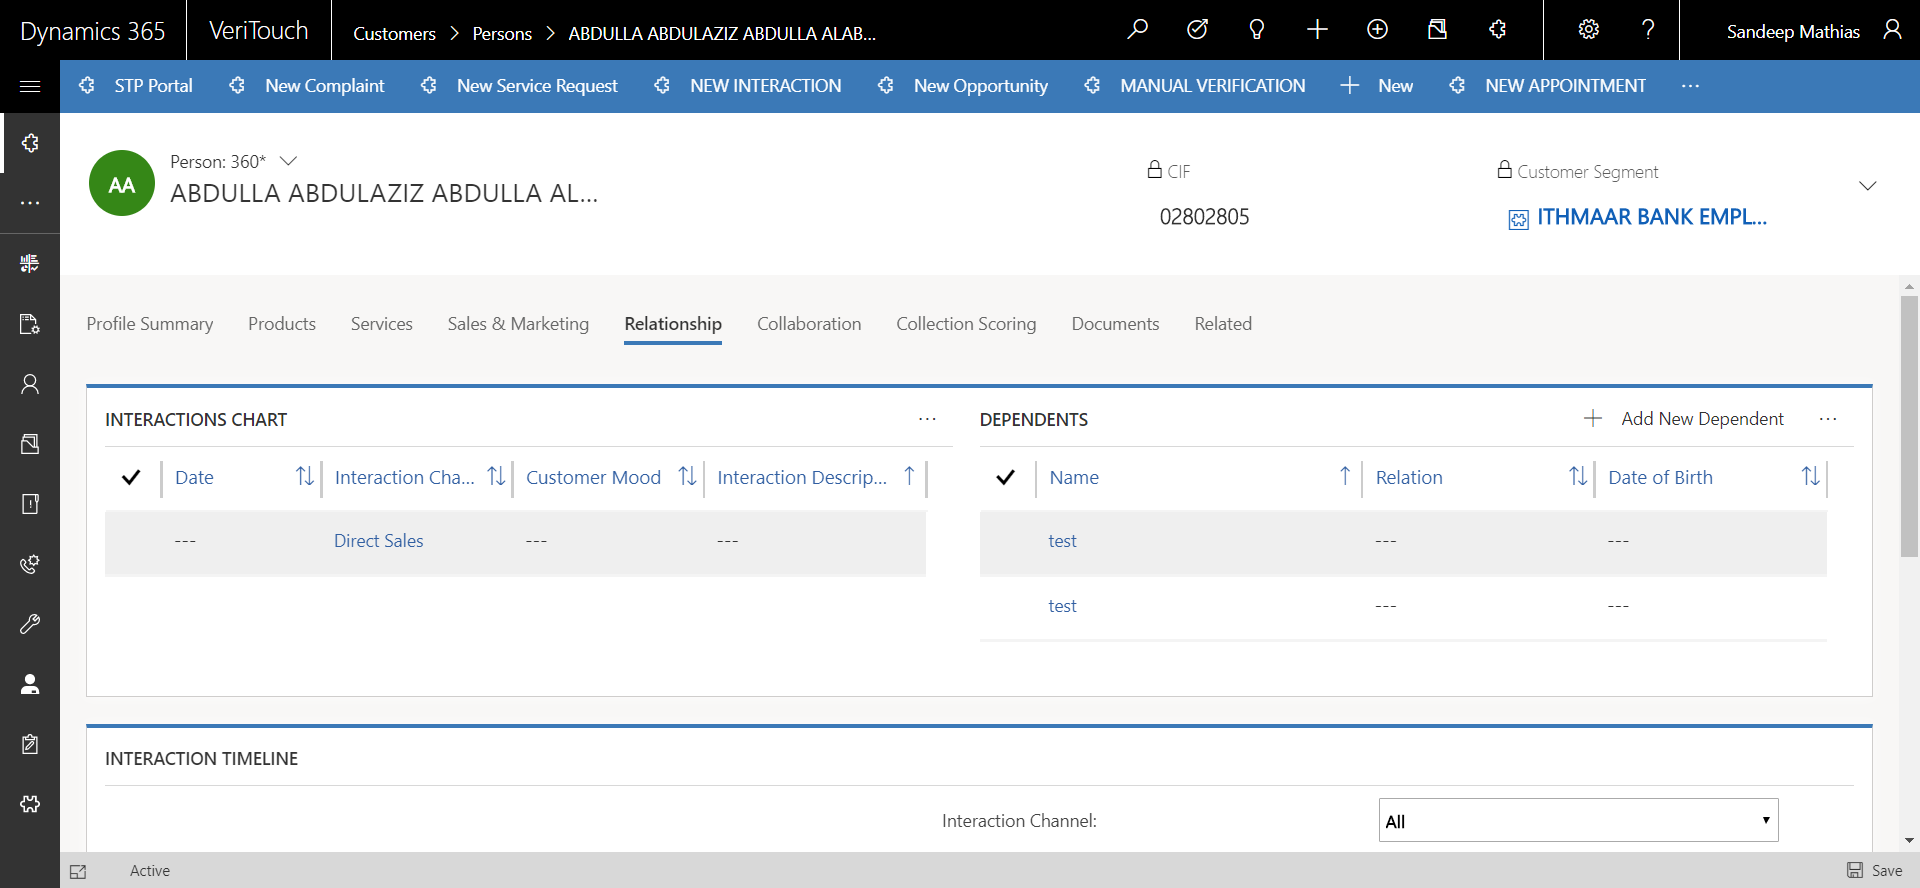 Dynamics 365 VeriTouch Customers > Persons > ABDULLA ABDULAZIZ ABDULLA ALAB... ? Sandeep Mathias
STP Portal New Complaint New Service Request NEW INTERACTION New Opportunity MANUAL VERIFICATION + New NEW APPOINTMENT ...
AA
Person: 360*
ABDULLA ABDULAZIZ ABDULLA AL...
CIF
02802805
Customer Segment
ITHMAAR BANK EMPL...
Profile Summary Products Services Sales & Marketing Relationship Collaboration Collection Scoring Documents Related
INTERACTIONS CHART ...
Date Interaction Cha... Customer Mood Interaction Descrip...
--- Direct Sales --- ---
DEPENDENTS + Add New Dependent ...
Name Relation Date of Birth
test --- ---
test --- ---
INTERACTION TIMELINE
Interaction Channel: All
Active Save